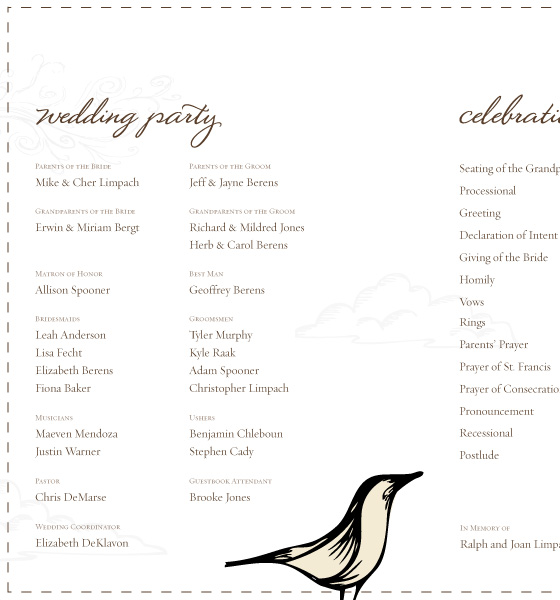 wedding party
Parents of the Bride
Mike & Cher Limpach
Grandparents of the Bride
Erwin & Miriam Bergt
Matron of Honor
Allison Spooner
Bridesmaids
Leah Anderson
Lisa Fecht
Elizabeth Berens
Fiona Baker
Musicians
Maeven Mendoza
Justin Warner
Pastor
Chris DeMarse
Wedding Coordinator
Elizabeth DeKlavon
Parents of the Groom
Jeff & Jayne Berens
Grandparents of the Groom
Richard & Mildred Jones
Herb & Carol Berens
Best Man
Geoffrey Berens
Groomsmen
Tyler Murphy
Kyle Raak
Adam Spooner
Christopher Limpach
Ushers
Benjamin Chleboun
Stephen Cady
Guestbook Attendant
Brooke Jones
celebrati
Seating of the Grandp
Processional
Greeting
Declaration of Intent
Giving of the Bride
Homily
Vows
Rings
Parents' Prayer
Prayer of St. Francis
Prayer of Consecratio
Pronouncement
Recessional
Postlude
In Memory of
Ralph and Joan Limpa